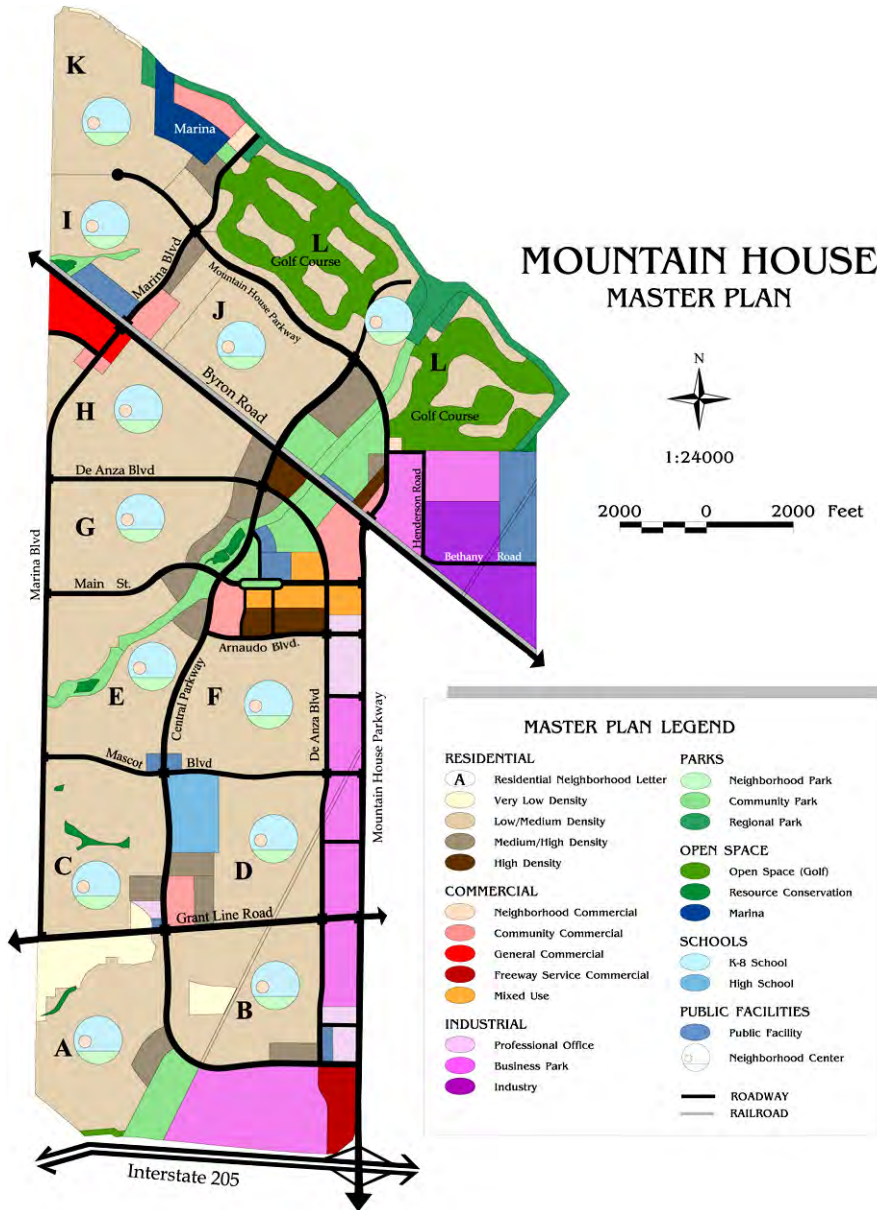 MOUNTAIN HOUSE
MASTER PLAN
N
1:24000
2000 0 2000 Feet
K
Marina
I
Marina Blvd
L
Golf Course
Mountain House Parkway
J
L
Golf Course
Byron Road
H
De Anza Blvd
Henderson Road
G
Bethany Road
Marina Blvd
Main St.
Arnaudo Blvd.
E
F
Central Parkway
De Anza Blvd
Mascot Blvd
Mountain House Parkway
C
D
Grant Line Road
B
A
Interstate 205
MASTER PLAN LEGEND
RESIDENTIAL
A Residential Neighborhood Letter
Very Low Density
Low/Medium Density
Medium/High Density
High Density
COMMERCIAL
Neighborhood Commercial
Community Commercial
General Commercial
Freeway Service Commercial
Mixed Use
INDUSTRIAL
Professional Office
Business Park
Industry
PARKS
Neighborhood Park
Community Park
Regional Park
OPEN SPACE
Open Space (Golf)
Resource Conservation
Marina
SCHOOLS
K-8 School
High School
PUBLIC FACILITIES
Public Facility
Neighborhood Center
ROADWAY
RAILROAD